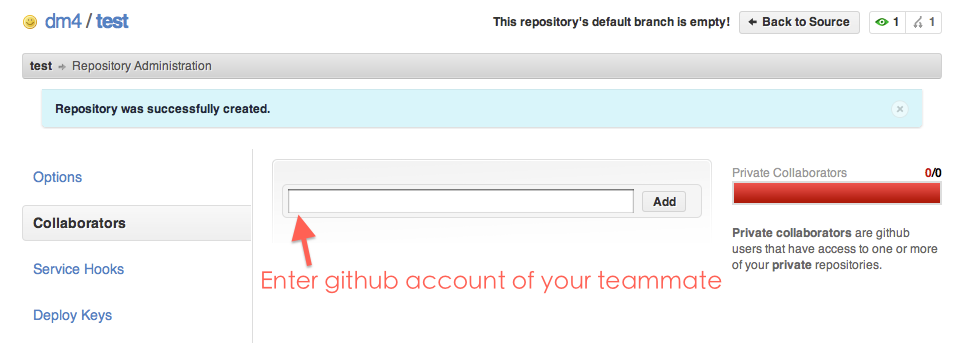 dm4 / test
This repository's default branch is empty!
Back to Source
1
1
test
Repository Administration
Repository was successfully created.
Options
Collaborators
Service Hooks
Deploy Keys
Add
Enter github account of your teammate
Private Collaborators 0/0
Private collaborators are github
users that have access to one or more
of your private repositories.